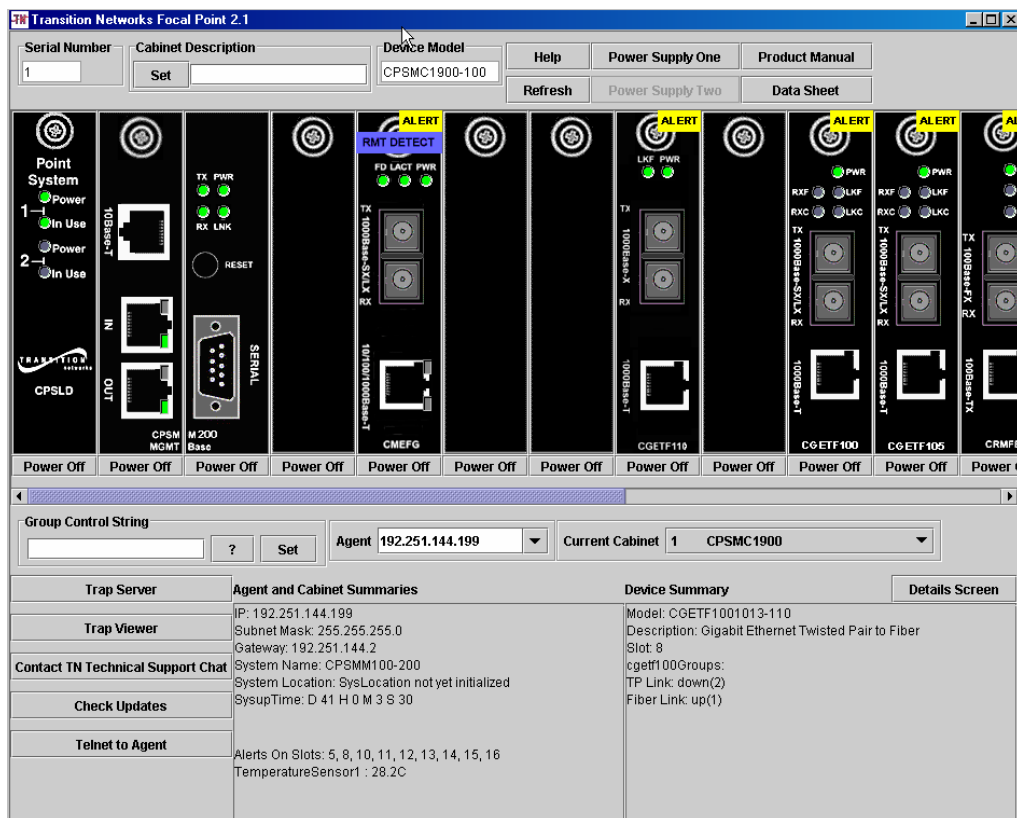 TN Transition Networks Focal Point 2.1
Serial Number
Cabinet Description
Device Model
1
Set
CPSMC1900-100
Help
Power Supply One
Product Manual
Refresh
Power Supply Two
Data Sheet
Point
System
Power
1
In Use
Power
2
In Use
TRANSITION
networks
CPSLD
10Base-T
IN
OUT
CPSM M200
MGMT Base
TX PWR
RX LNK
RESET
SERIAL
ALERT
RMT DETECT
FD LACT PWR
TX
1000Base-SX/LX
RX
10/100/1000Base-T
CMEFG
ALERT
LKF PWR
TX
1000Base-X
RX
1000Base-T
CGETF110
ALERT
PWR
RXF LKF
RXC LKC
TX
1000Base-SX/LX
RX
1000Base-T
CGETF100
ALERT
PWR
RXF LKF
RXC LKC
TX
1000Base-SX/LX
RX
1000Base-T
CGETF105
AL
TX
100Base-FX
RX
100Base-TX
CRMFE
Power Off Power Off Power Off Power Off Power Off Power Off Power Off Power Off Power Off Power Off Power Off Power
Group Control String
?
Set
Agent 192.251.144.199
Current Cabinet 1 CPSMC1900
Trap Server
Trap Viewer
Contact TN Technical Support Chat
Check Updates
Telnet to Agent
Agent and Cabinet Summaries
IP: 192.251.144.199
Subnet Mask: 255.255.255.0
Gateway: 192.251.144.2
System Name: CPSMM100-200
System Location: SysLocation not yet initialized
SysupTime: D 41 H 0 M 3 S 30
Alerts On Slots: 5, 8, 10, 11, 12, 13, 14, 15, 16
TemperatureSensor1 : 28.2C
Device Summary
Details Screen
Model: CGETF1001013-110
Description: Gigabit Ethernet Twisted Pair to Fiber
Slot: 8
cgetf100Groups:
TP Link: down(2)
Fiber Link: up(1)